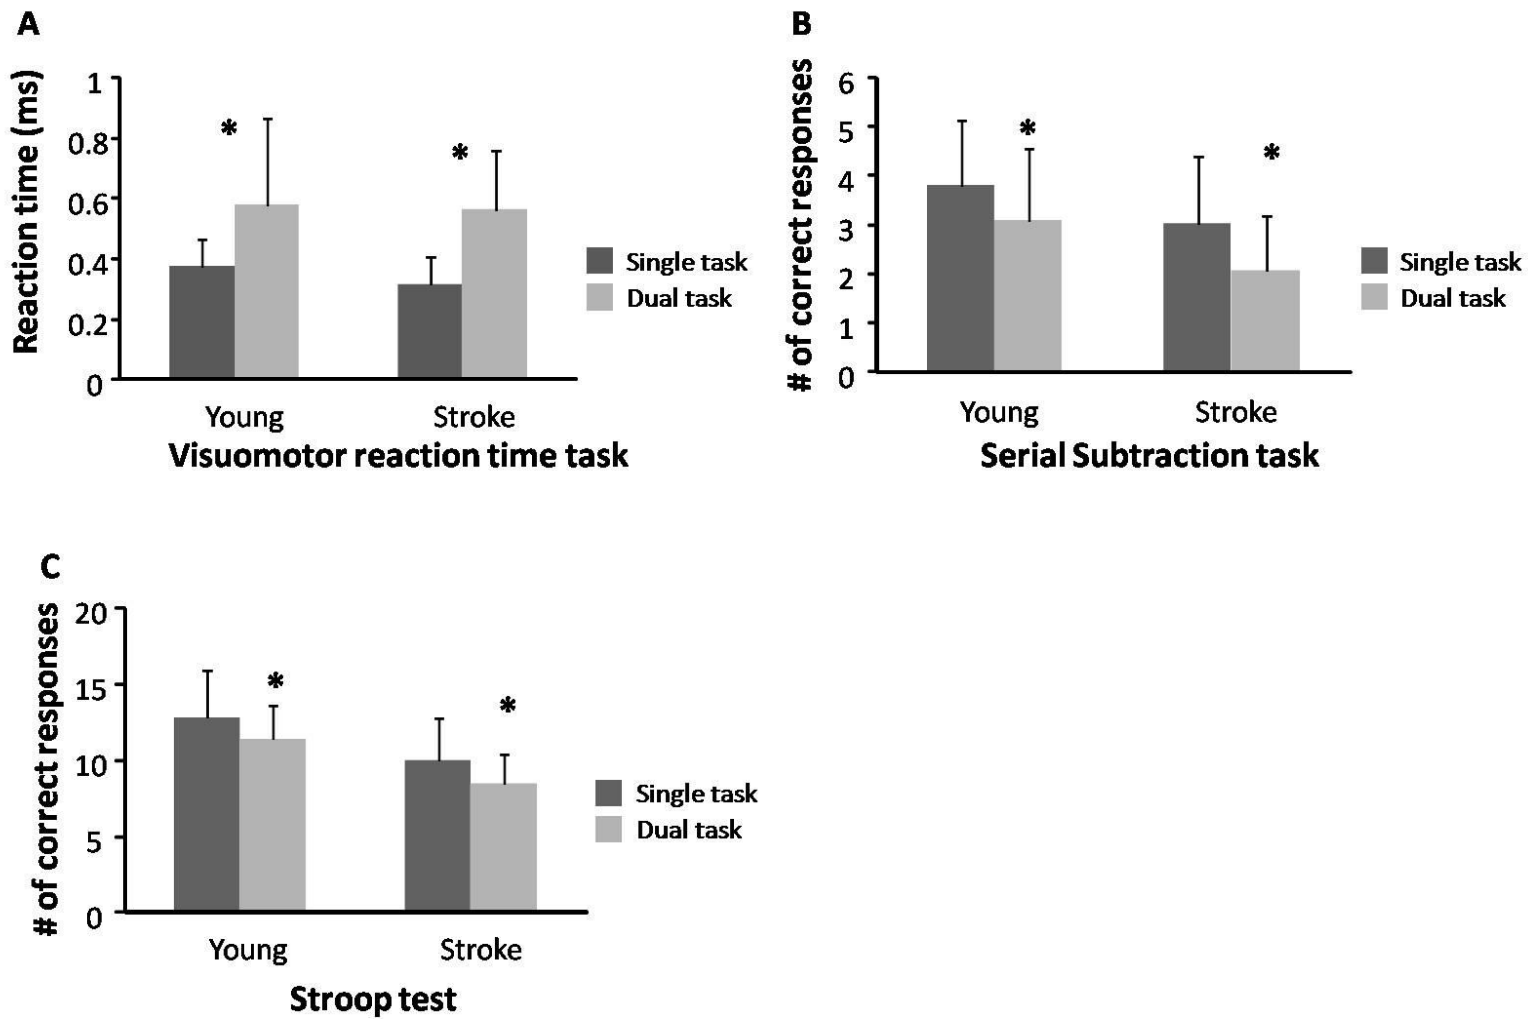 A
Reaction time (ms)
1
0.8
0.6
0.4
0.2
0
*
*
Single task
Dual task
Young
Stroke
Visuomotor reaction time task
B
# of correct responses
6
5
4
3
2
1
0
*
*
Single task
Dual task
Young
Stroke
Serial Subtraction task
C
# of correct responses
20
15
10
5
0
*
*
Single task
Dual task
Young
Stroke
Stroop test